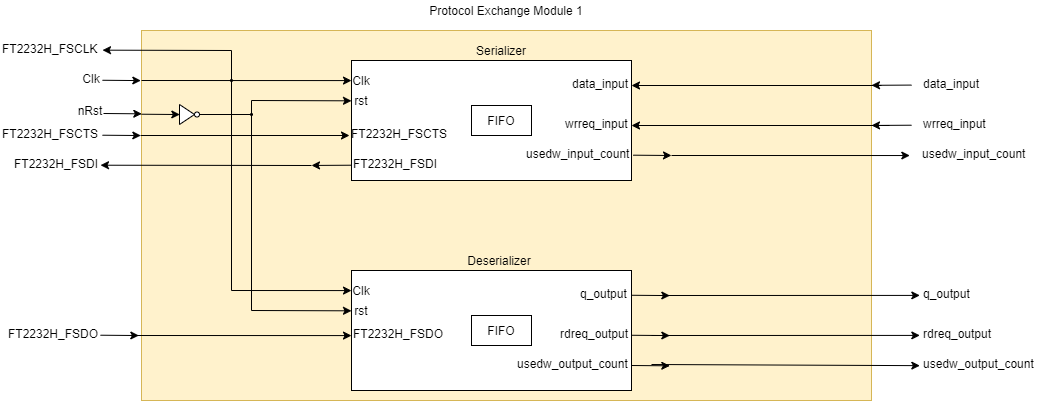 Protocol Exchange Module 1
FT2232H_FSCLK
Serializer
Clk
Clk
data_input
data_input
rst
nRst
FIFO
wrreq_input
wrreq_input
FT2232H_FSCTS
FT2232H_FSCTS
usedw_input_count
usedw_input_count
FT2232H_FSDI
FT2232H_FSDI
Deserializer
Clk
q_output
q_output
rst
FIFO
FT2232H_FSDO
FT2232H_FSDO
rdreq_output
rdreq_output
usedw_output_count
usedw_output_count